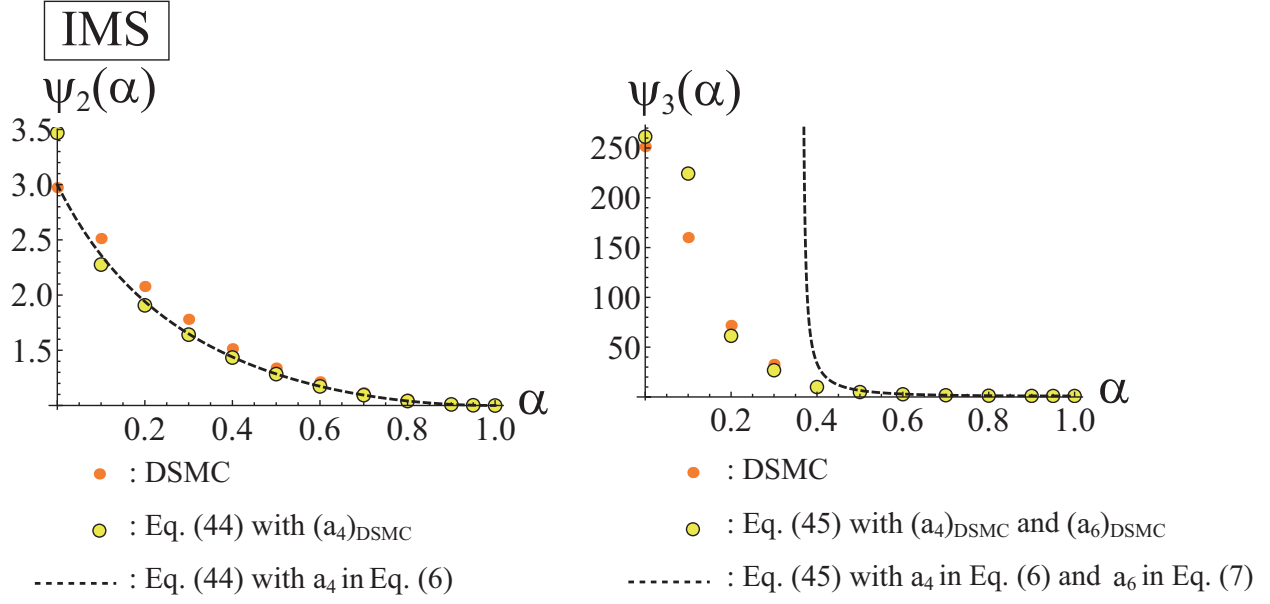 IMS
ψ₂(α)
3.5
3.0
2.5
2.0
1.5
0.2 0.4 0.6 0.8 1.0
α
: DSMC
: Eq. (44) with (a₄)DSMC
: Eq. (44) with a₄ in Eq. (6)
ψ₃(α)
250
200
150
100
50
0.2 0.4 0.6 0.8 1.0
α
: DSMC
: Eq. (45) with (a₄)DSMC and (a₆)DSMC
: Eq. (45) with a₄ in Eq. (6) and a₆ in Eq. (7)